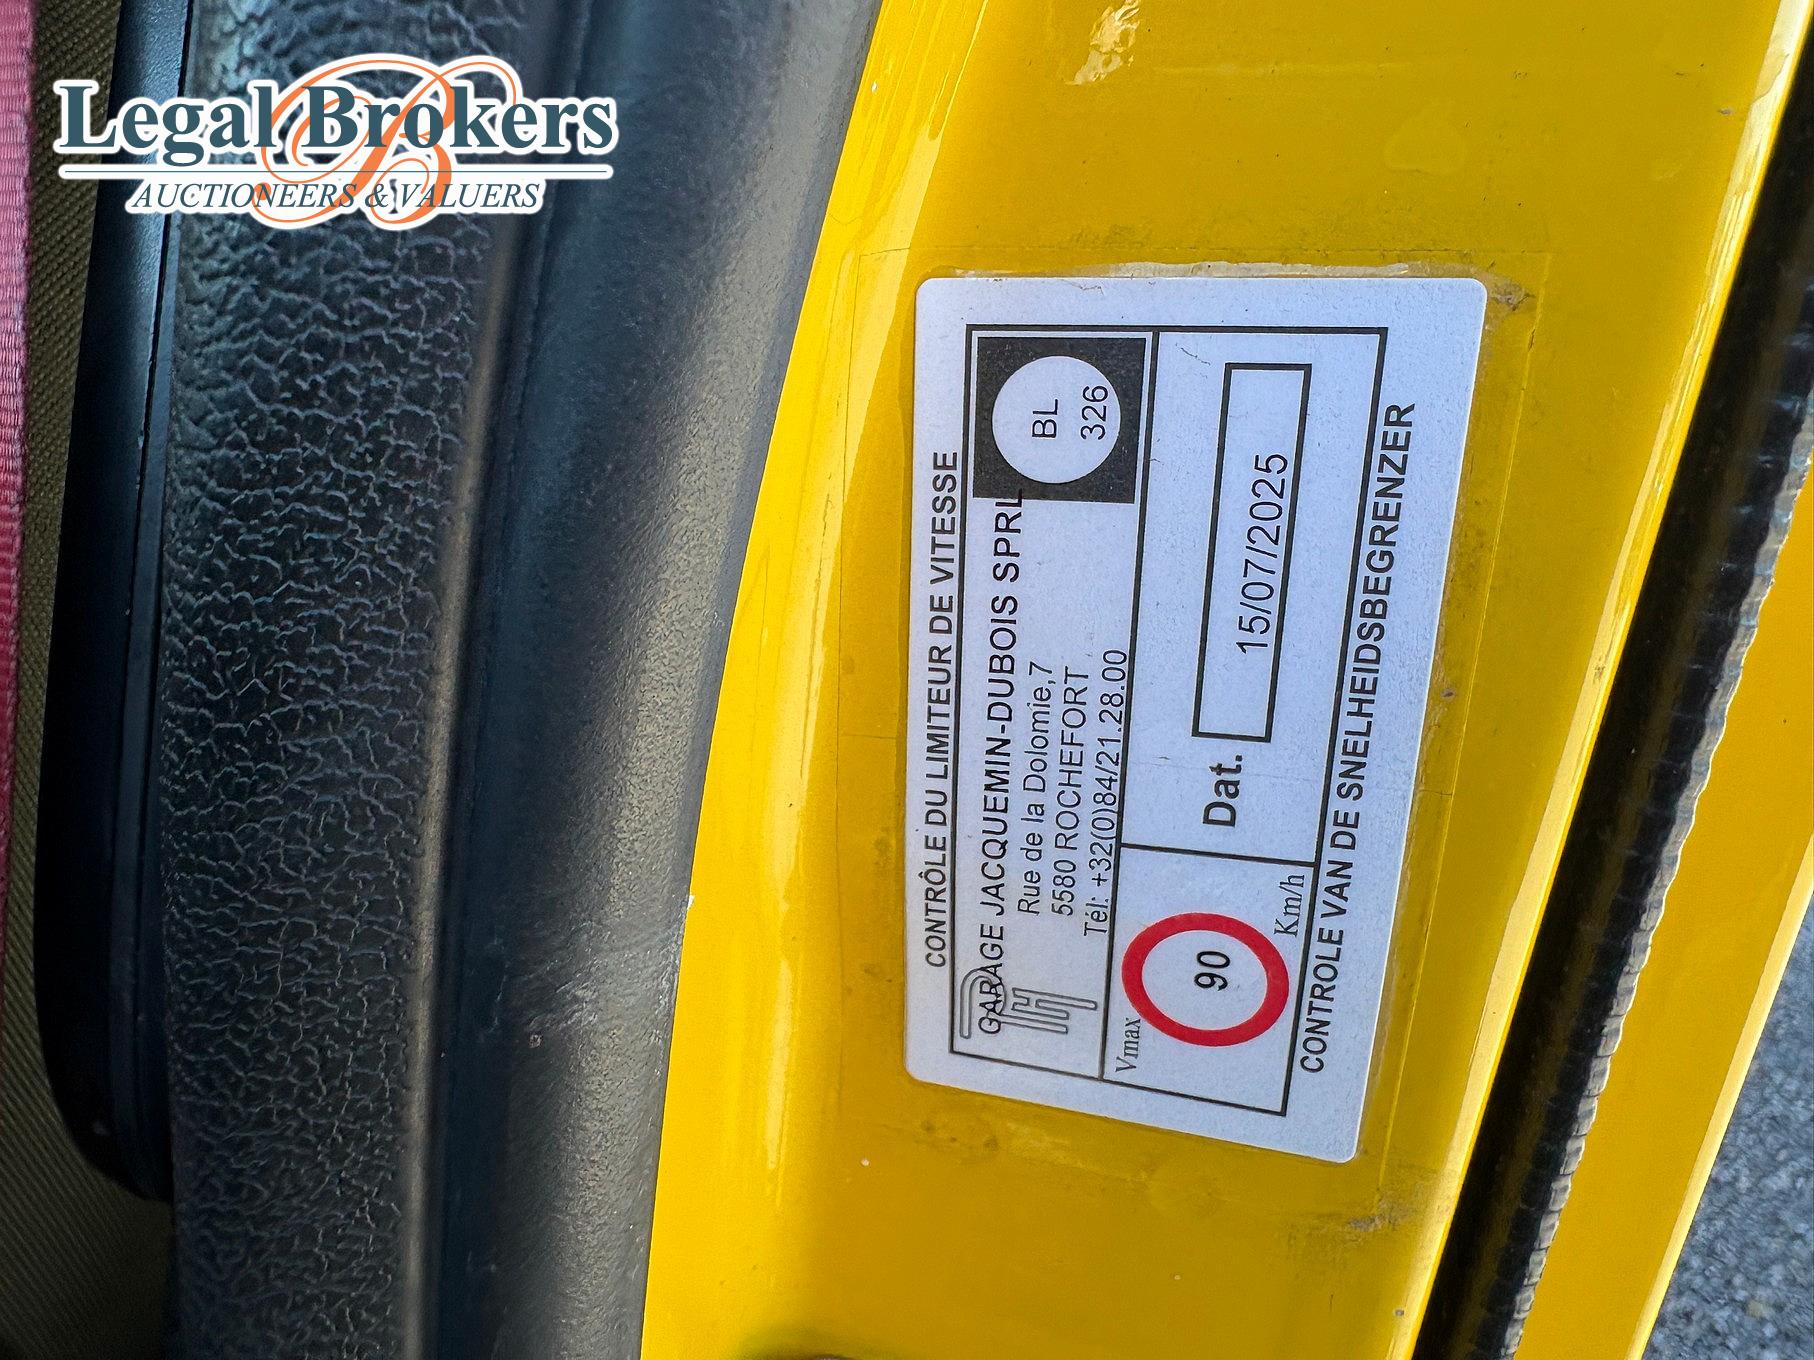 Legal Brokers
AUCTIONEERS & VALUERS
CONTRÔLE DU LIMITEUR DE VITESSE
GARAGE JACQUEMIN-DUBOIS SPRL
Rue de la Dolomie,7
5580 ROCHEFORT
Tél: +32(0)84/21.28.00
BL
326
Vmax
90
Km/h
Dat.
15/07/2025
CONTROLE VAN DE SNELHEIDSBEGRENZER